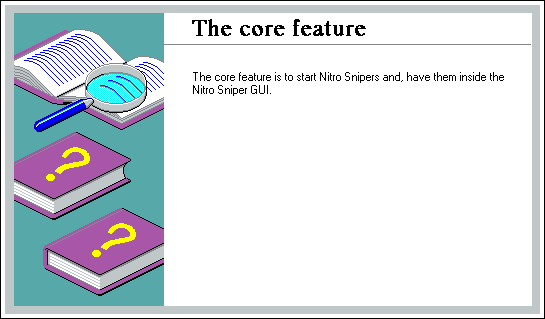 The core feature
The core feature is to start Nitro Snipers and, have them inside the
Nitro Sniper GUI.